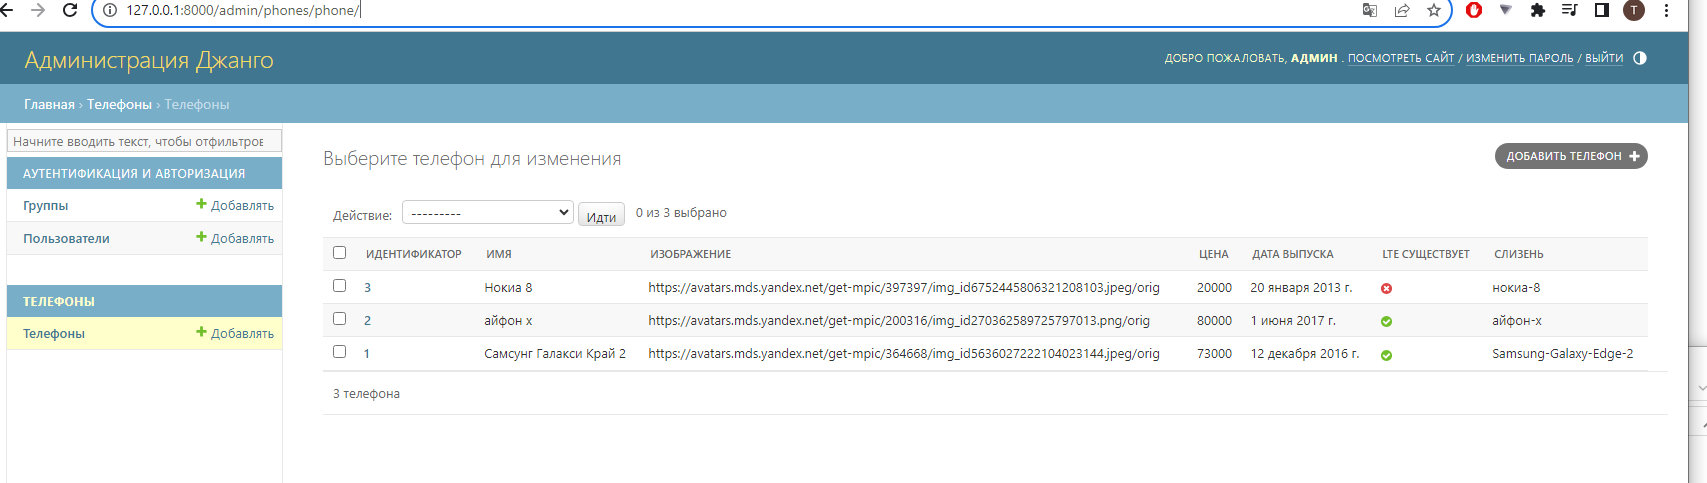 127.0.0.1:8000/admin/phones/phone/
T
Администрация Джанго
ДОБРО ПОЖАЛОВАТЬ, АДМИН . ПОСМОТРЕТЬ САЙТ / ИЗМЕНИТЬ ПАРОЛЬ / ВЫЙТИ
Главная › Телефоны › Телефоны
Начните вводить текст, чтобы отфильтров
АУТЕНТИФИКАЦИЯ И АВТОРИЗАЦИЯ
Группы Добавлять
Пользователи Добавлять
ТЕЛЕФОНЫ
Телефоны Добавлять
Выберите телефон для изменения
ДОБАВИТЬ ТЕЛЕФОН
Действие: --------- Идти 0 из 3 выбрано
ИДЕНТИФИКАТОР ИМЯ ИЗОБРАЖЕНИЕ ЦЕНА ДАТА ВЫПУСКА LTE СУЩЕСТВУЕТ СЛИЗЕНЬ
3 Нокиа 8 https://avatars.mds.yandex.net/get-mpic/397397/img_id6752445806321208103.jpeg/orig 20000 20 января 2013 г. нокиа-8
2 айфон х https://avatars.mds.yandex.net/get-mpic/200316/img_id270362589725797013.png/orig 80000 1 июня 2017 г. айфон-х
1 Самсунг Галакси Край 2 https://avatars.mds.yandex.net/get-mpic/364668/img_id5636027222104023144.jpeg/orig 73000 12 декабря 2016 г. Samsung-Galaxy-Edge-2
3 телефона